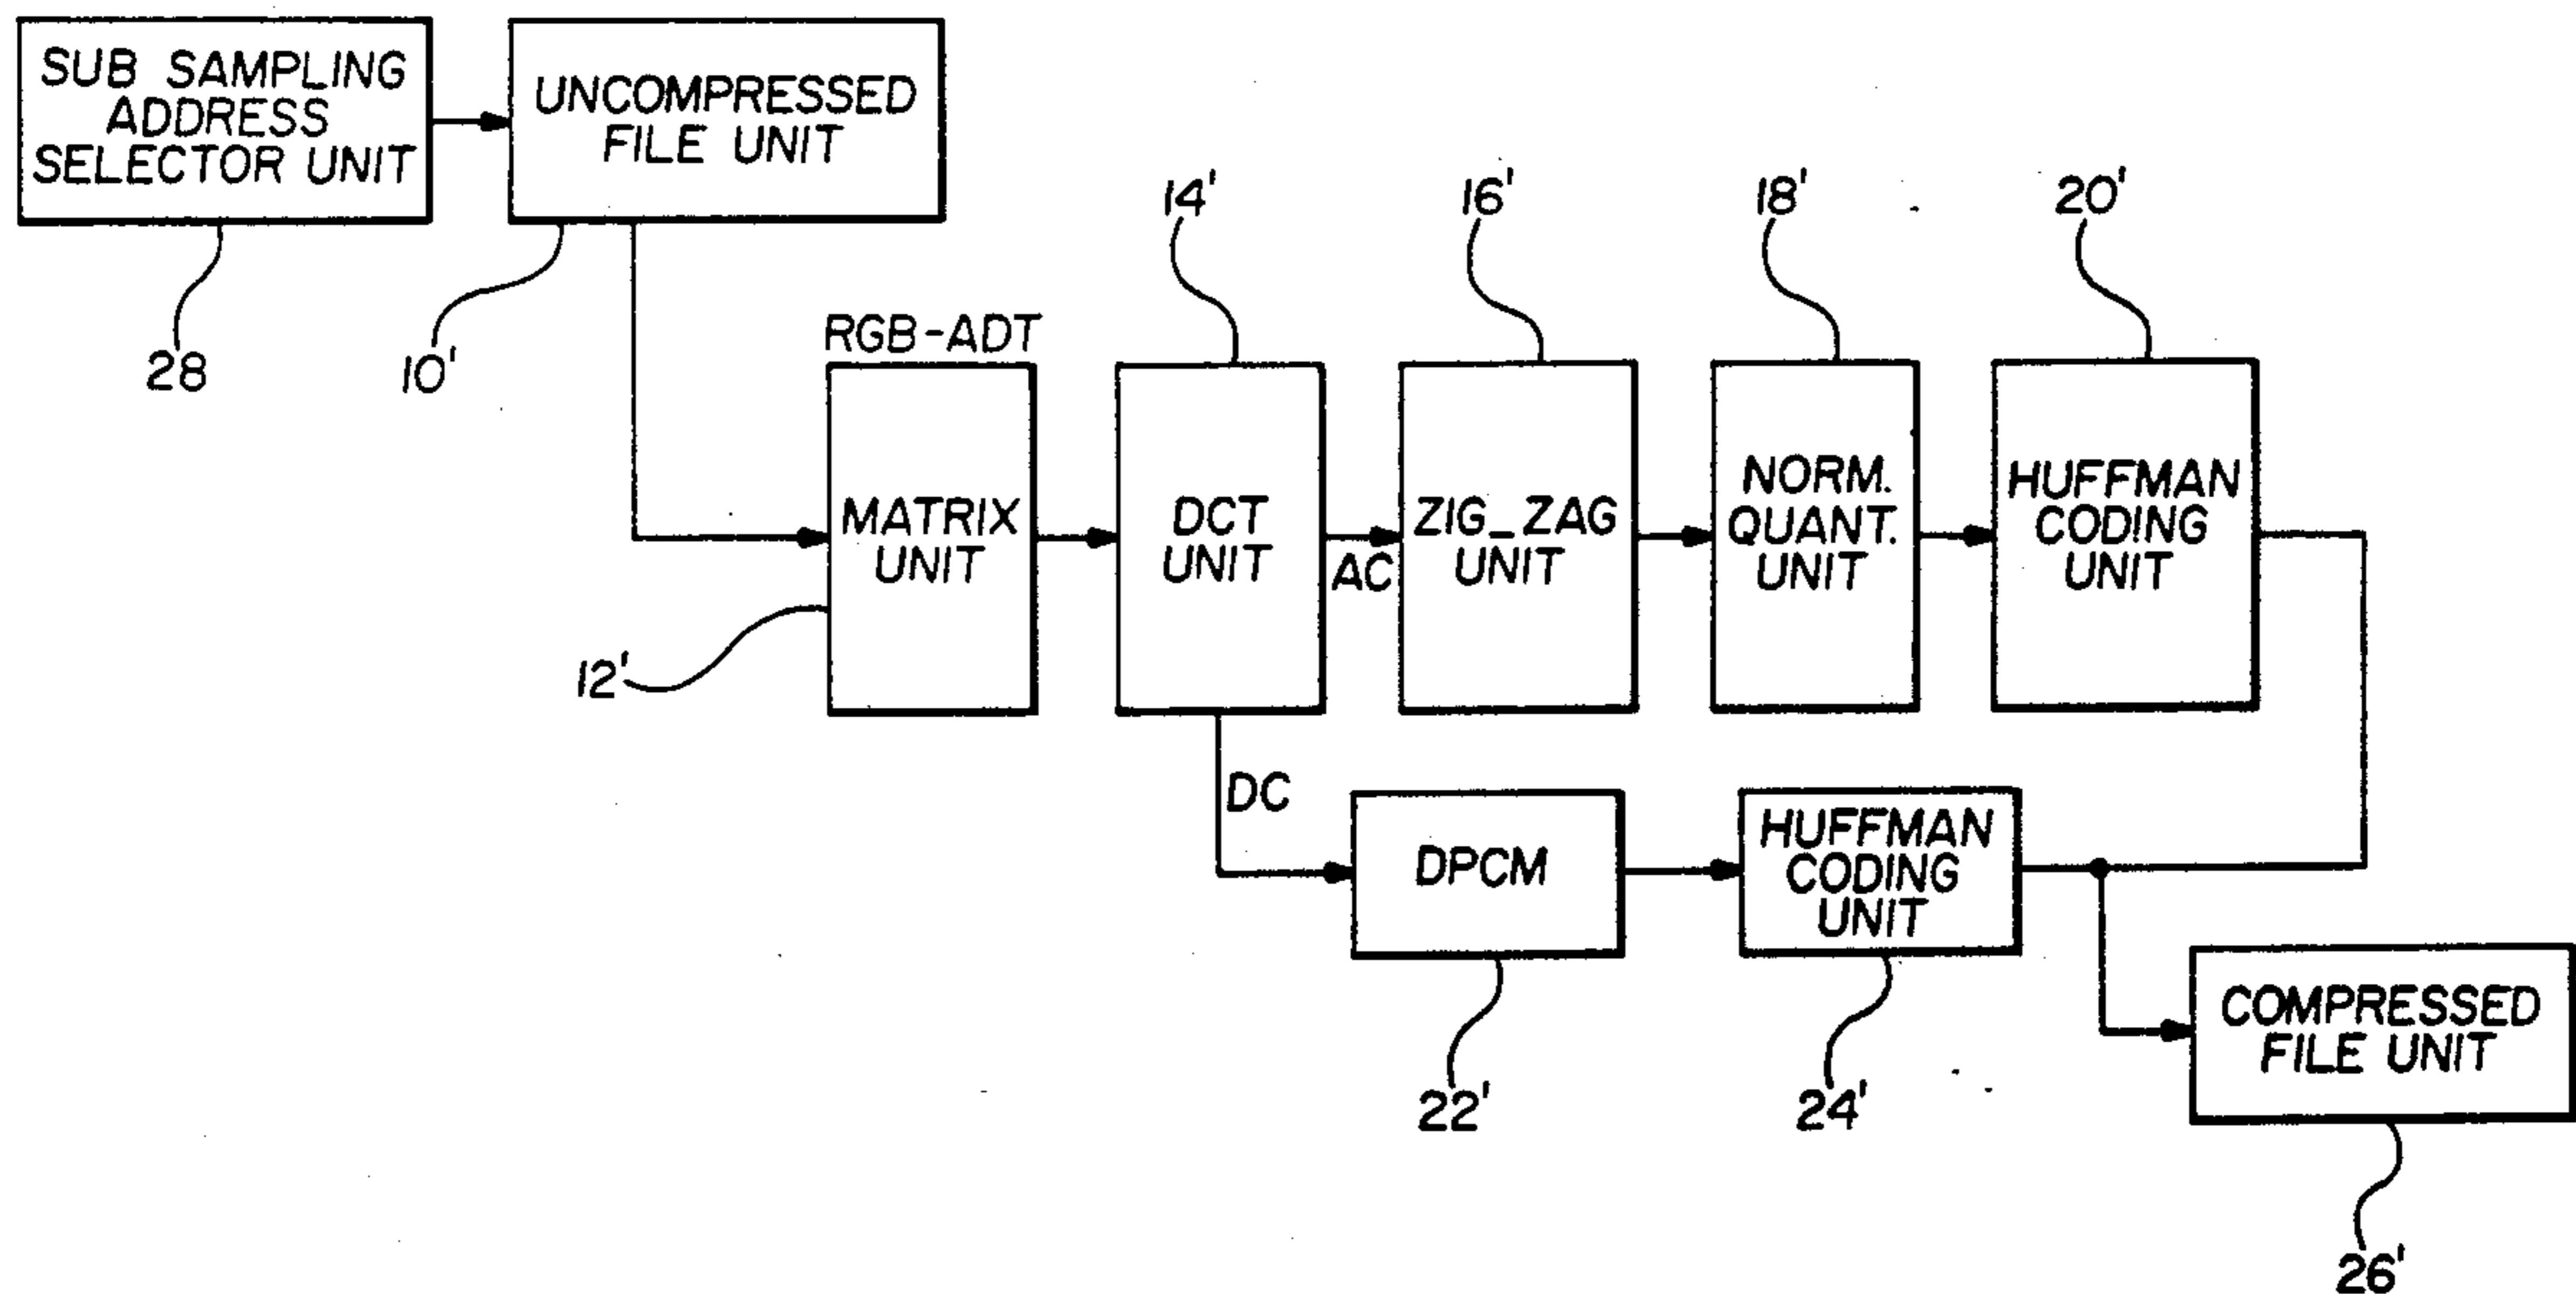 SUB SAMPLING
ADDRESS
SELECTOR UNIT
28
UNCOMPRESSED
FILE UNIT
10'
RGB-ADT
MATRIX
UNIT
12'
14'
DCT
UNIT
AC
DC
16'
ZIG_ZAG
UNIT
18'
NORM.
QUANT.
UNIT
20'
HUFFMAN
CODING
UNIT
DPCM
22'
HUFFMAN
CODING
UNIT
24'
COMPRESSED
FILE UNIT
26'